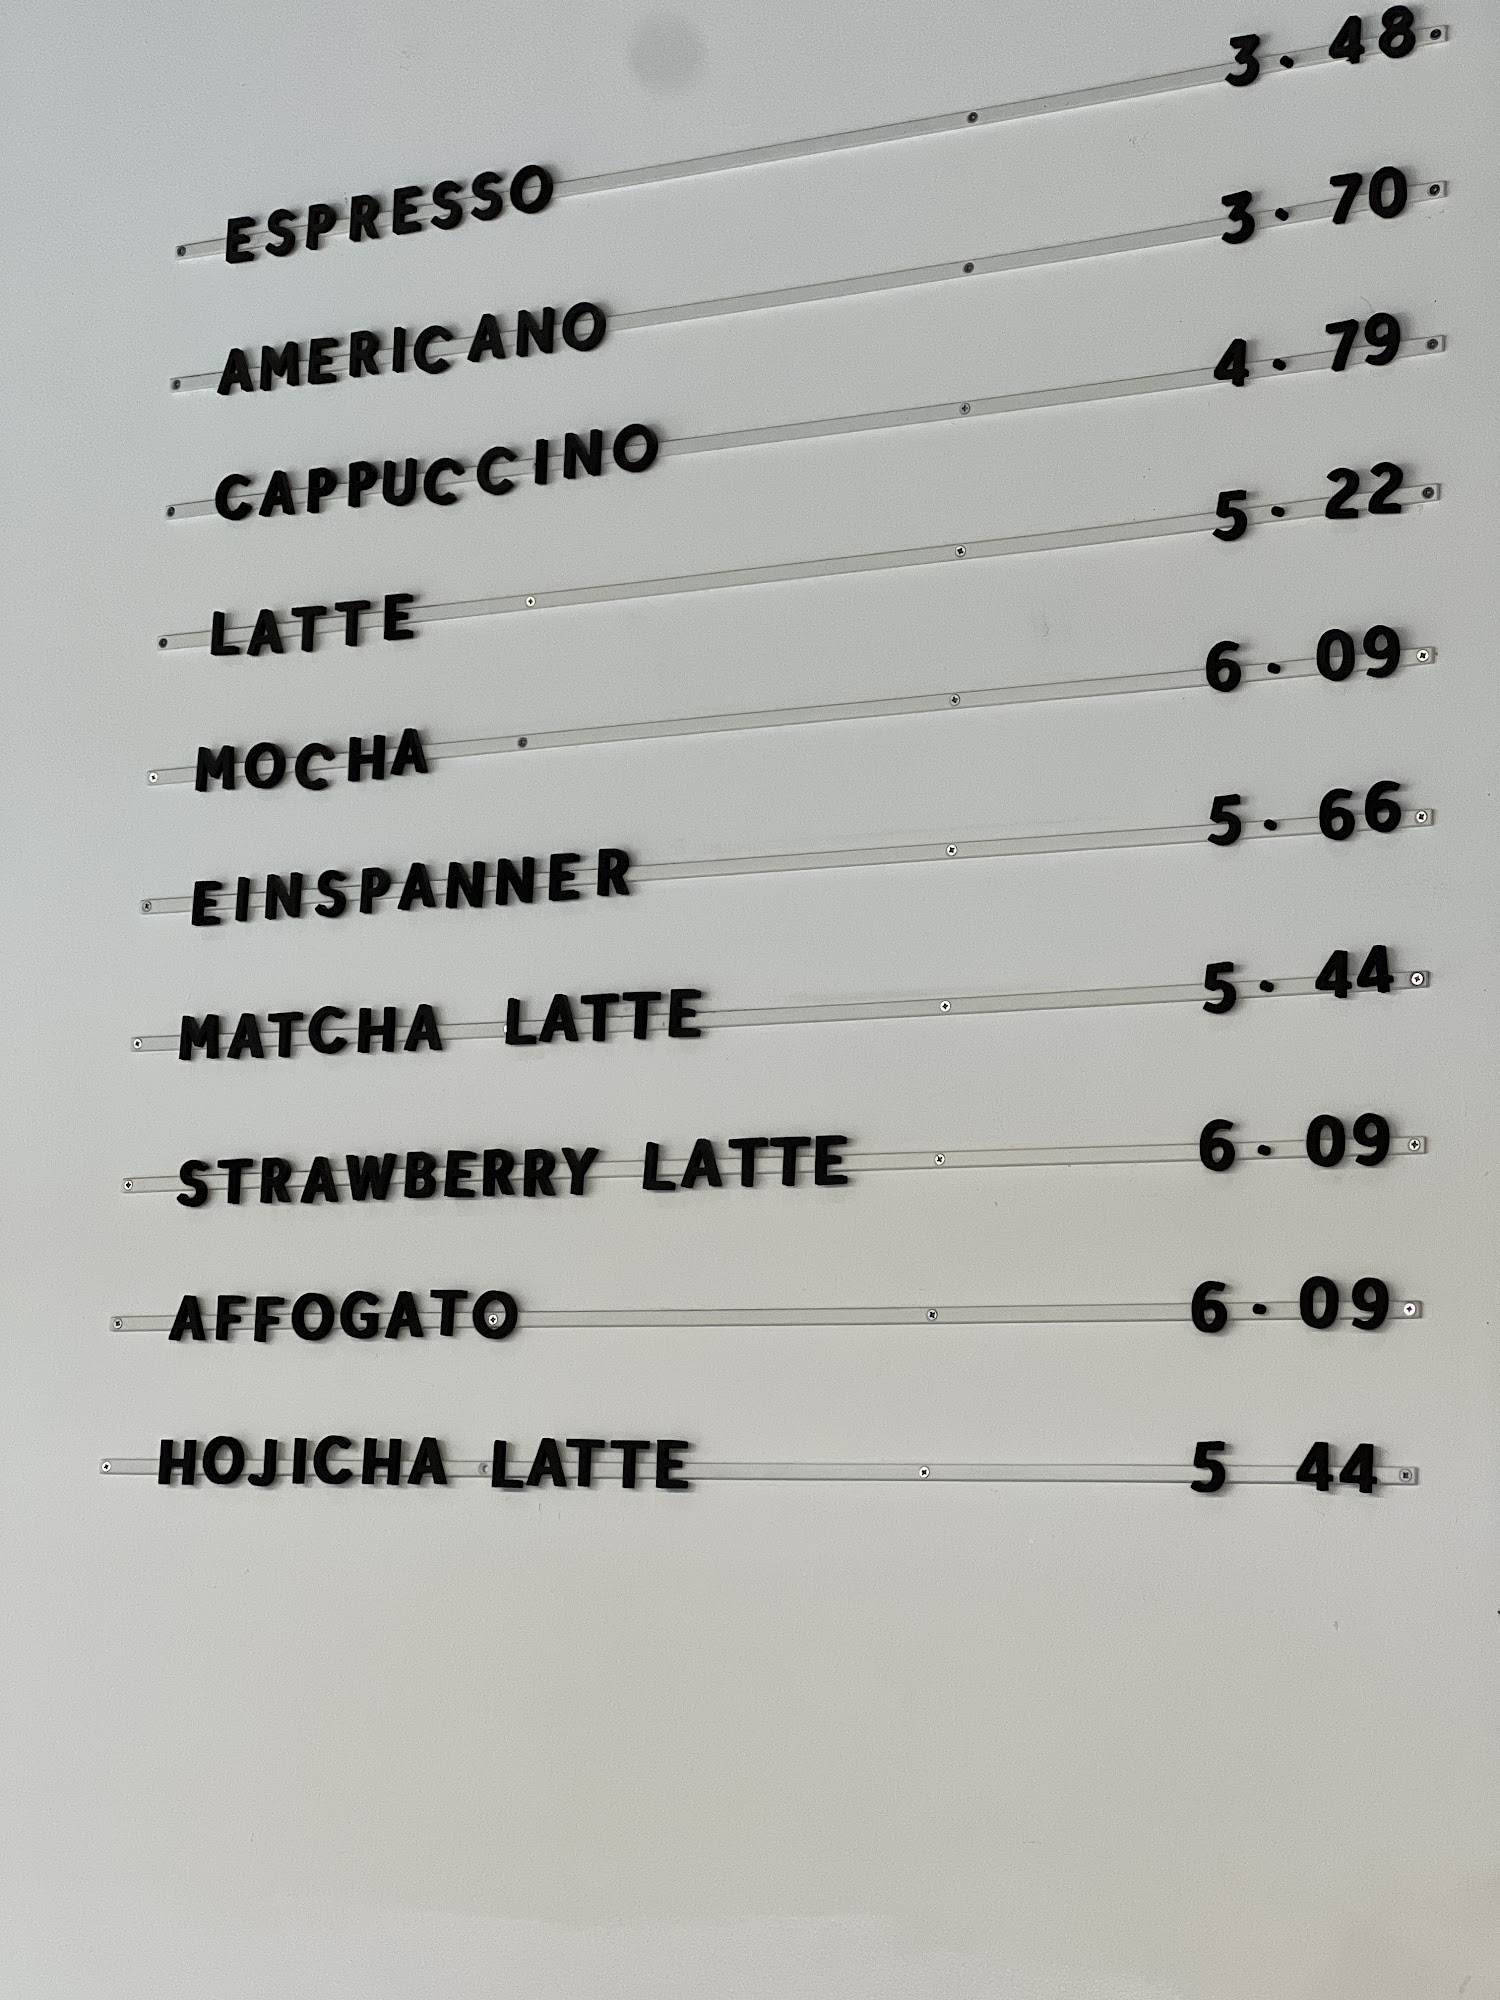 ESPRESSO 3.48
AMERICANO 3.70
CAPPUCCINO 4.79
LATTE 5.22
MOCHA 6.09
EINSPANNER 5.66
MATCHA LATTE 5.44
STRAWBERRY LATTE 6.09
AFFOGATO 6.09
HOJICHA LATTE 5 44